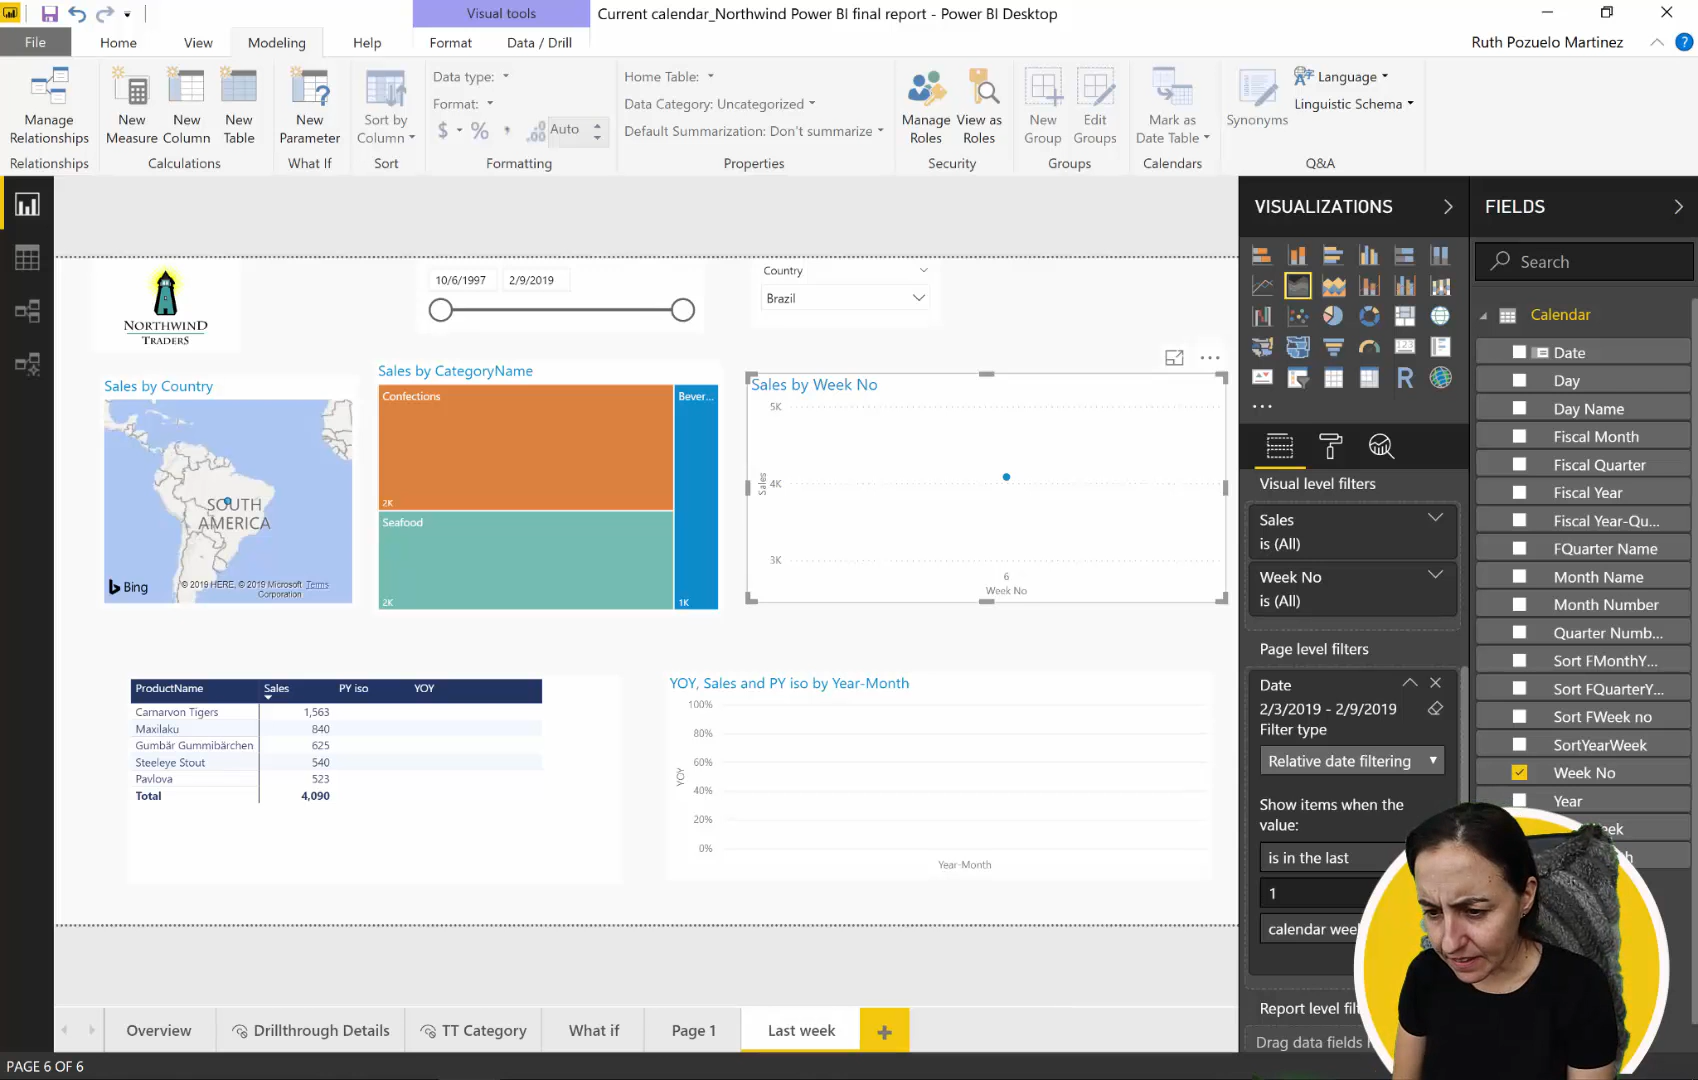 Visual tools
Current calendar_Northwind Power BI final report - Power BI Desktop
File
Home
View
Modeling
Help
Format
Data / Drill
Ruth Pozuelo Martinez
?
Manage
Relationships
Relationships
New
Measure
New
Column
New
Table
Calculations
New
Parameter
What If
Sort by
Column
Sort
Data type:
Format:
$ % , .00 Auto
Formatting
Home Table:
Data Category: Uncategorized
Default Summarization: Don't summarize
Properties
Manage
Roles
View as
Roles
Security
New
Group
Edit
Groups
Groups
Mark as
Date Table
Calendars
Synonyms
Language
Linguistic Schema
Q&A
NORTHWIND
TRADERS
10/6/1997
2/9/2019
Country
Brazil
Sales by Country
SOUTH
AMERICA
Bing
© 2019 HERE, © 2019 Microsoft Terms
Corporation
Sales by CategoryName
Confections
2K
Seafood
2K
Bever...
1K
Sales by Week No
5K
4K
3K
Sales
6
Week No
ProductName Sales PY iso YOY
Carnarvon Tigers 1,563
Maxilaku 840
Gumbär Gummibärchen 625
Steeleye Stout 540
Pavlova 523
Total 4,090
YOY, Sales and PY iso by Year-Month
100%
80%
60%
40%
20%
0%
YOY
Year-Month
VISUALIZATIONS
123
R
Visual level filters
Sales
is (All)
Week No
is (All)
Page level filters
Date
2/3/2019 - 2/9/2019
Filter type
Relative date filtering
Show items when the
value:
is in the last
1
calendar wee
Report level fil
Drag data fields
FIELDS
Search
Calendar
Date
Day
Day Name
Fiscal Month
Fiscal Quarter
Fiscal Year
Fiscal Year-Qu...
FQuarter Name
Month Name
Month Number
Quarter Numb...
Sort FMonthY...
Sort FQuarterY...
Sort FWeek no
SortYearWeek
Week No
Year
Overview
Drillthrough Details
TT Category
What if
Page 1
Last week
+
PAGE 6 OF 6